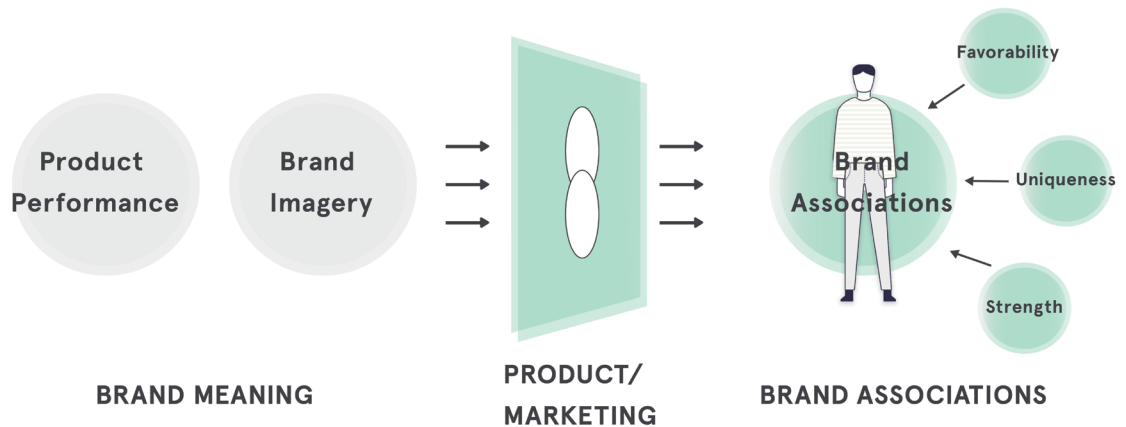 Product
Performance
Brand
Imagery
Brand
Associations
Favorability
Uniqueness
Strength
BRAND MEANING
PRODUCT/
MARKETING
BRAND ASSOCIATIONS